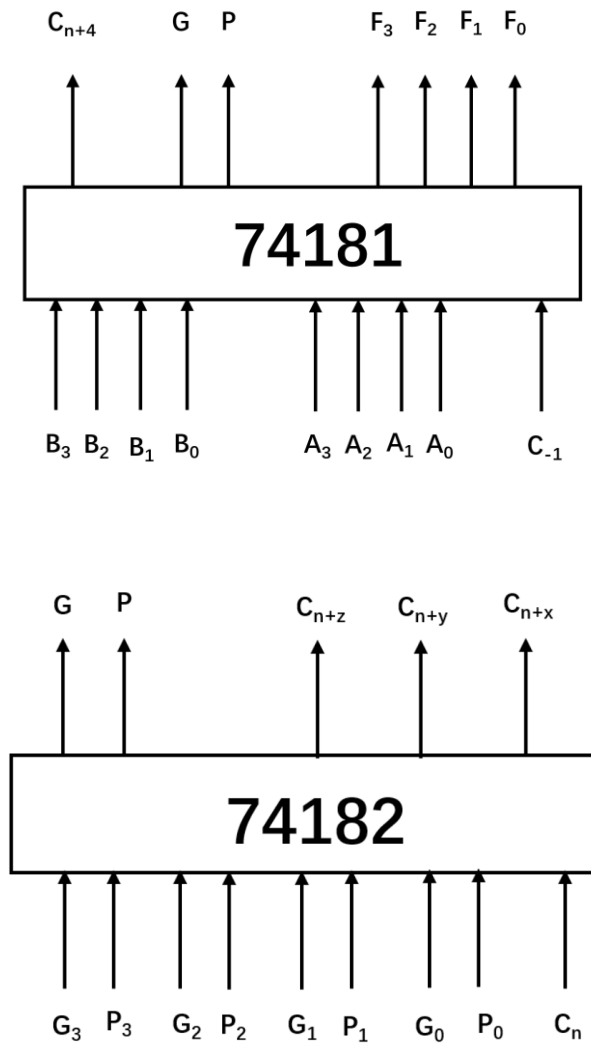 Cn+4 G P F3 F2 F1 F0
74181
B3 B2 B1 B0 A3 A2 A1 A0 C-1
G P Cn+z Cn+y Cn+x
74182
G3 P3 G2 P2 G1 P1 G0 P0 Cn